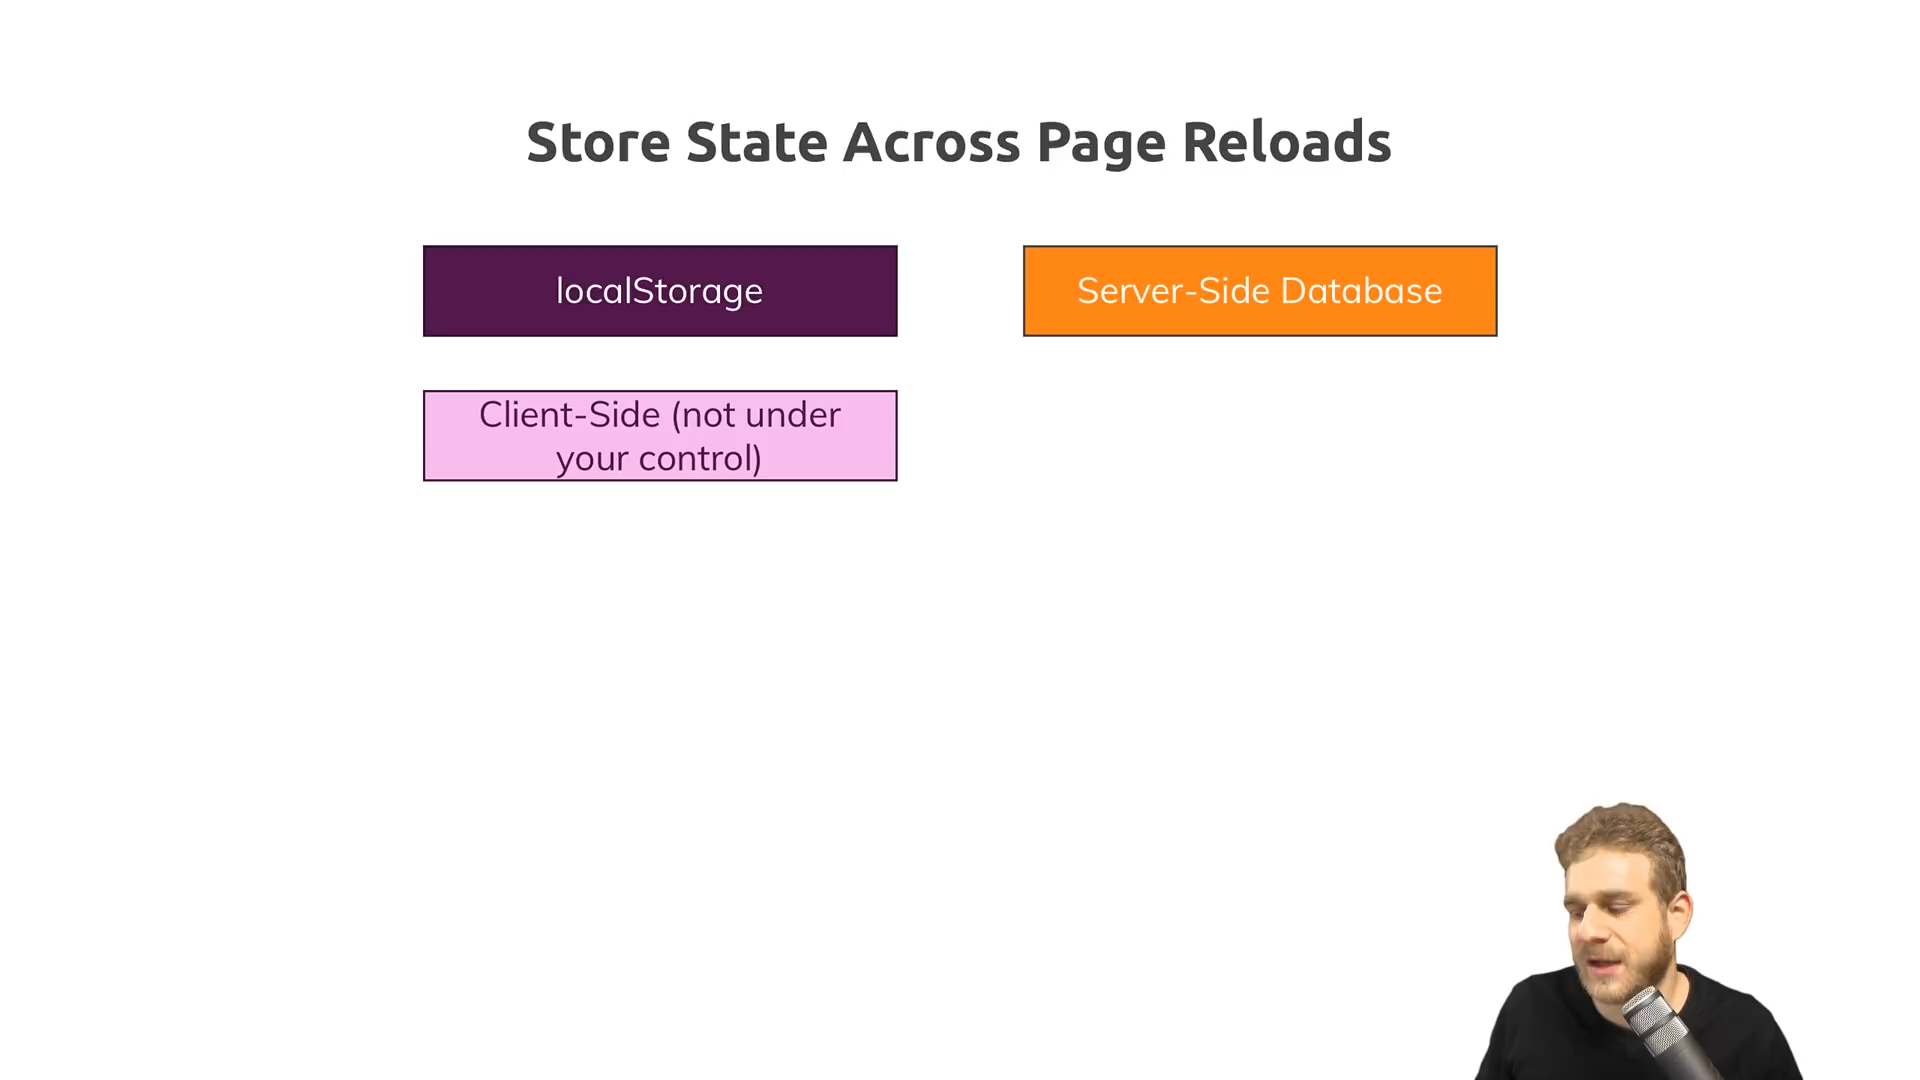 Store State Across Page Reloads
localStorage
Server-Side Database
Client-Side (not under
your control)